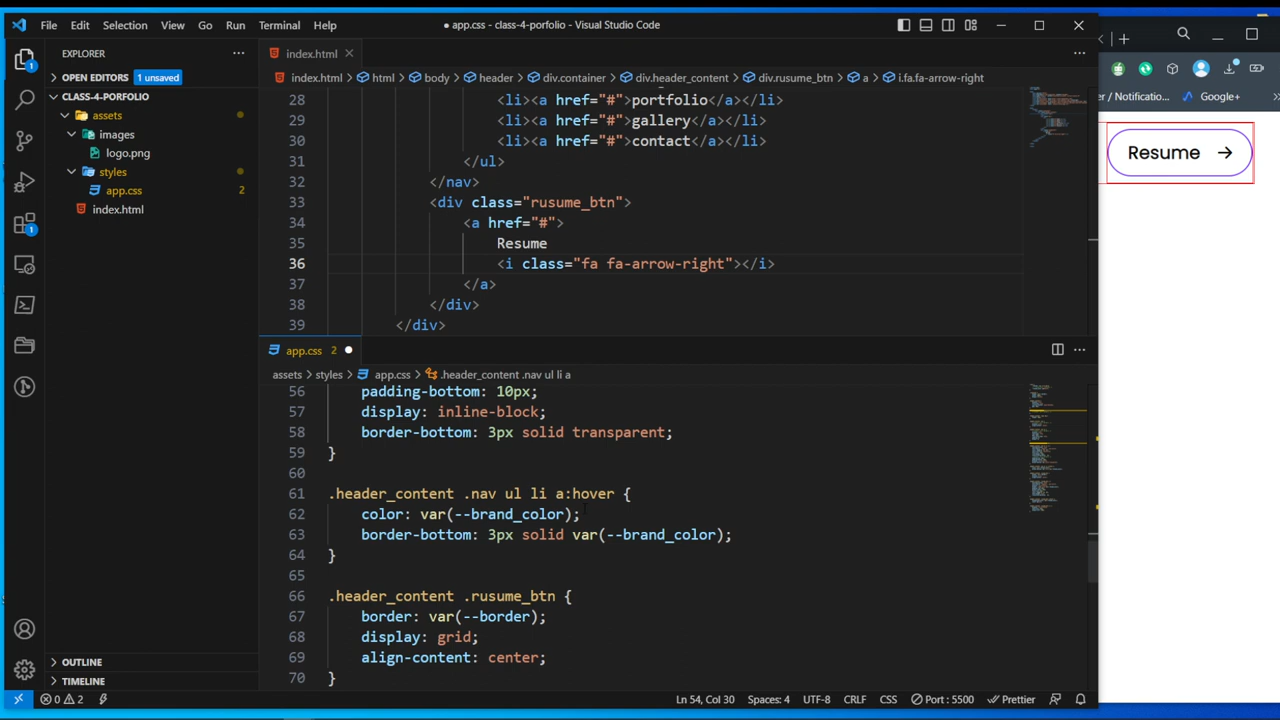 File Edit Selection View Go Run Terminal Help ● app.css - class-4-porfolio - Visual Studio Code
EXPLORER
OPEN EDITORS 1 unsaved
CLASS-4-PORFOLIO
assets
images
logo.png
styles
app.css 2
index.html
OUTLINE
TIMELINE
index.html
index.html > html > body > header > div.container > div.header_content > div.rusume_btn > a > i.fa.fa-arrow-right
28 <li><a href="#">portfolio</a></li>
29 <li><a href="#">gallery</a></li>
30 <li><a href="#">contact</a></li>
31 </ul>
32 </nav>
33 <div class="rusume_btn">
34 <a href="#">
35 Resume
36 <i class="fa fa-arrow-right"></i>
37 </a>
38 </div>
39 </div>
app.css 2
assets > styles > app.css > .header_content .nav ul li a
56 padding-bottom: 10px;
57 display: inline-block;
58 border-bottom: 3px solid transparent;
59 }
60
61 .header_content .nav ul li a:hover {
62 color: var(--brand_color);
63 border-bottom: 3px solid var(--brand_color);
64 }
65
66 .header_content .rusume_btn {
67 border: var(--border);
68 display: grid;
69 align-content: center;
70 }
0 2 Ln 54, Col 30 Spaces: 4 UTF-8 CRLF CSS Port : 5500 Prettier
/ Notificatio... Google+
Resume →